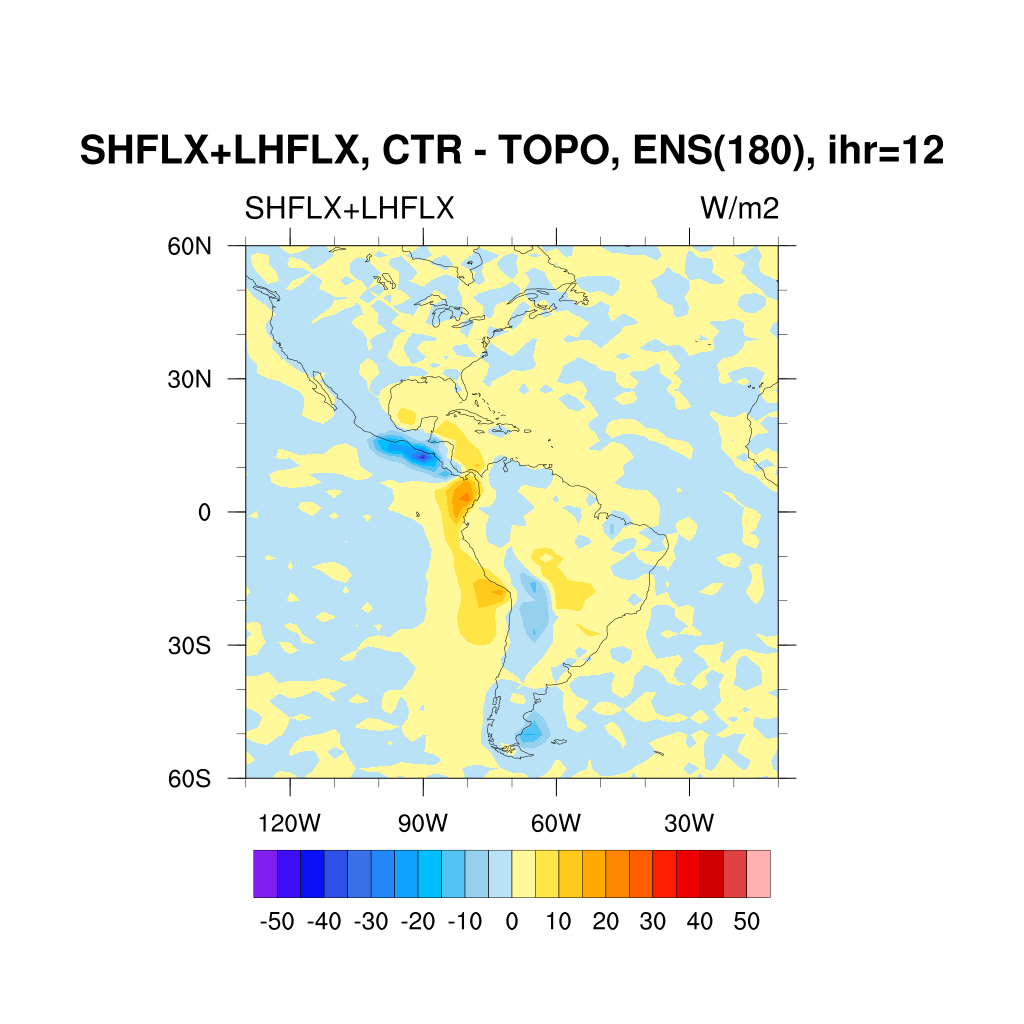 SHFLX+LHFLX, CTR - TOPO, ENS(180), ihr=12
SHFLX+LHFLX W/m2
60N
30N
0
30S
60S
120W 90W 60W 30W
-50 -40 -30 -20 -10 0 10 20 30 40 50